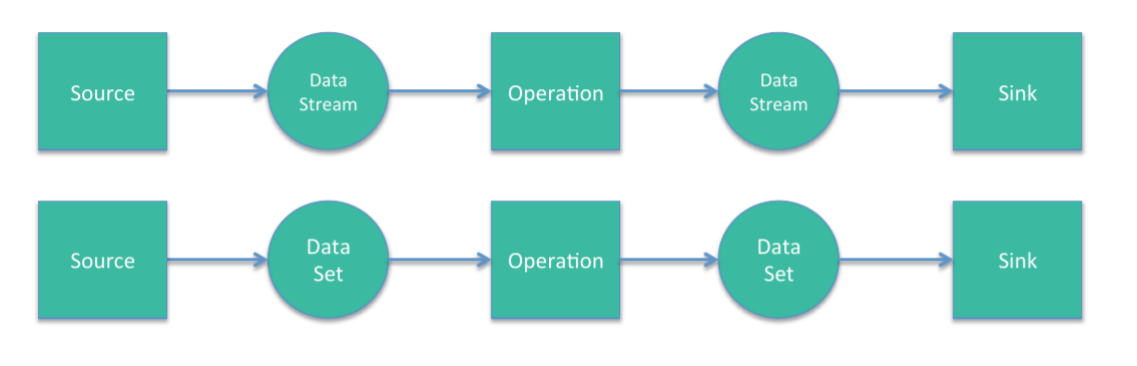 Source
Data
Stream
Operation
Data
Stream
Sink
Source
Data
Set
Operation
Data
Set
Sink